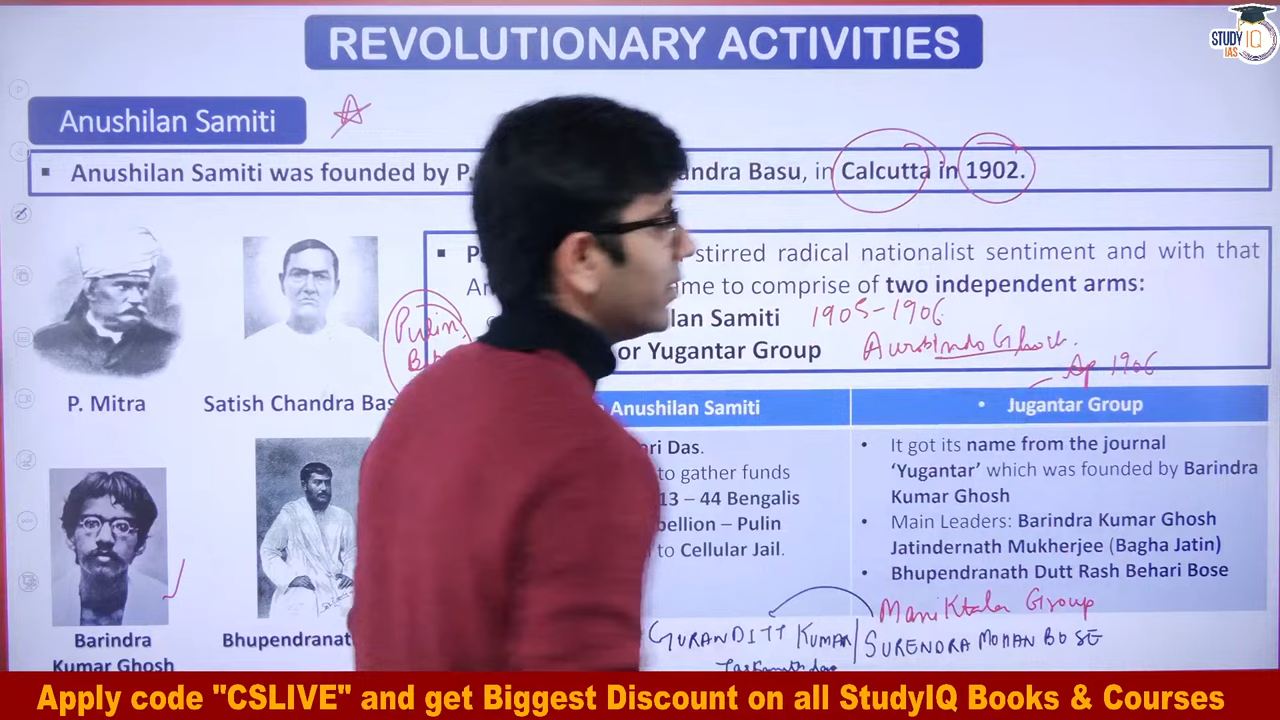 REVOLUTIONARY ACTIVITIES
STUDY IQ
IAS
Anushilan Samiti
▪ Anushilan Samiti was founded by P. andra Basu, in Calcutta in 1902.
stirred radical nationalist sentiment and with that
me to comprise of two independent arms:
lan Samiti 1905-1906
or Yugantar Group Aurobindo Ghosh.
Pulin
1906
P. Mitra
Satish Chandra Bas
Anushilan Samiti
• Jugantar Group
ari Das.
to gather funds
13 – 44 Bengalis
bellion – Pulin
to Cellular Jail.
• It got its name from the journal
'Yugantar' which was founded by Barindra
Kumar Ghosh
• Main Leaders: Barindra Kumar Ghosh
Jatindernath Mukherjee (Bagha Jatin)
• Bhupendranath Dutt Rash Behari Bose
Maniktala Group
GURANDITT KUMAR / SURENDRA MOHAN BOSE
Barindra
Kumar Ghosh
Bhupendranat
Apply code "CSLIVE" and get Biggest Discount on all StudyIQ Books & Courses